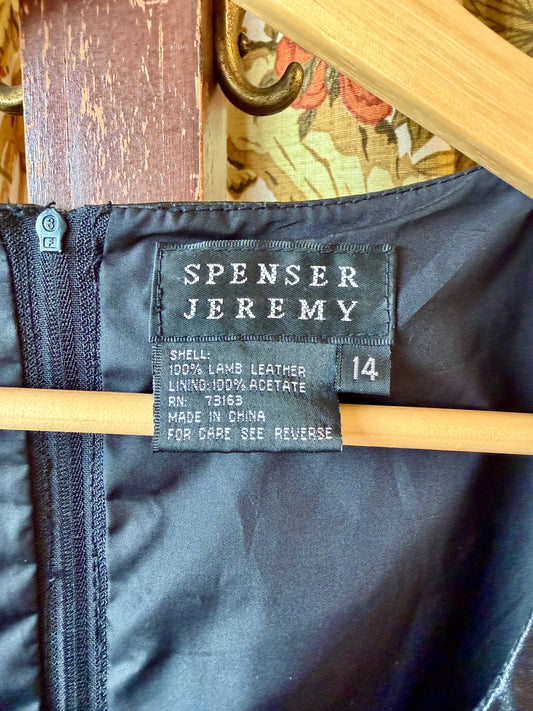 SPENSER
JEREMY
SHELL:
100% LAMB LEATHER
LINING:100% ACETATE
RN: 73163
MADE IN CHINA
FOR CARE SEE REVERSE
14